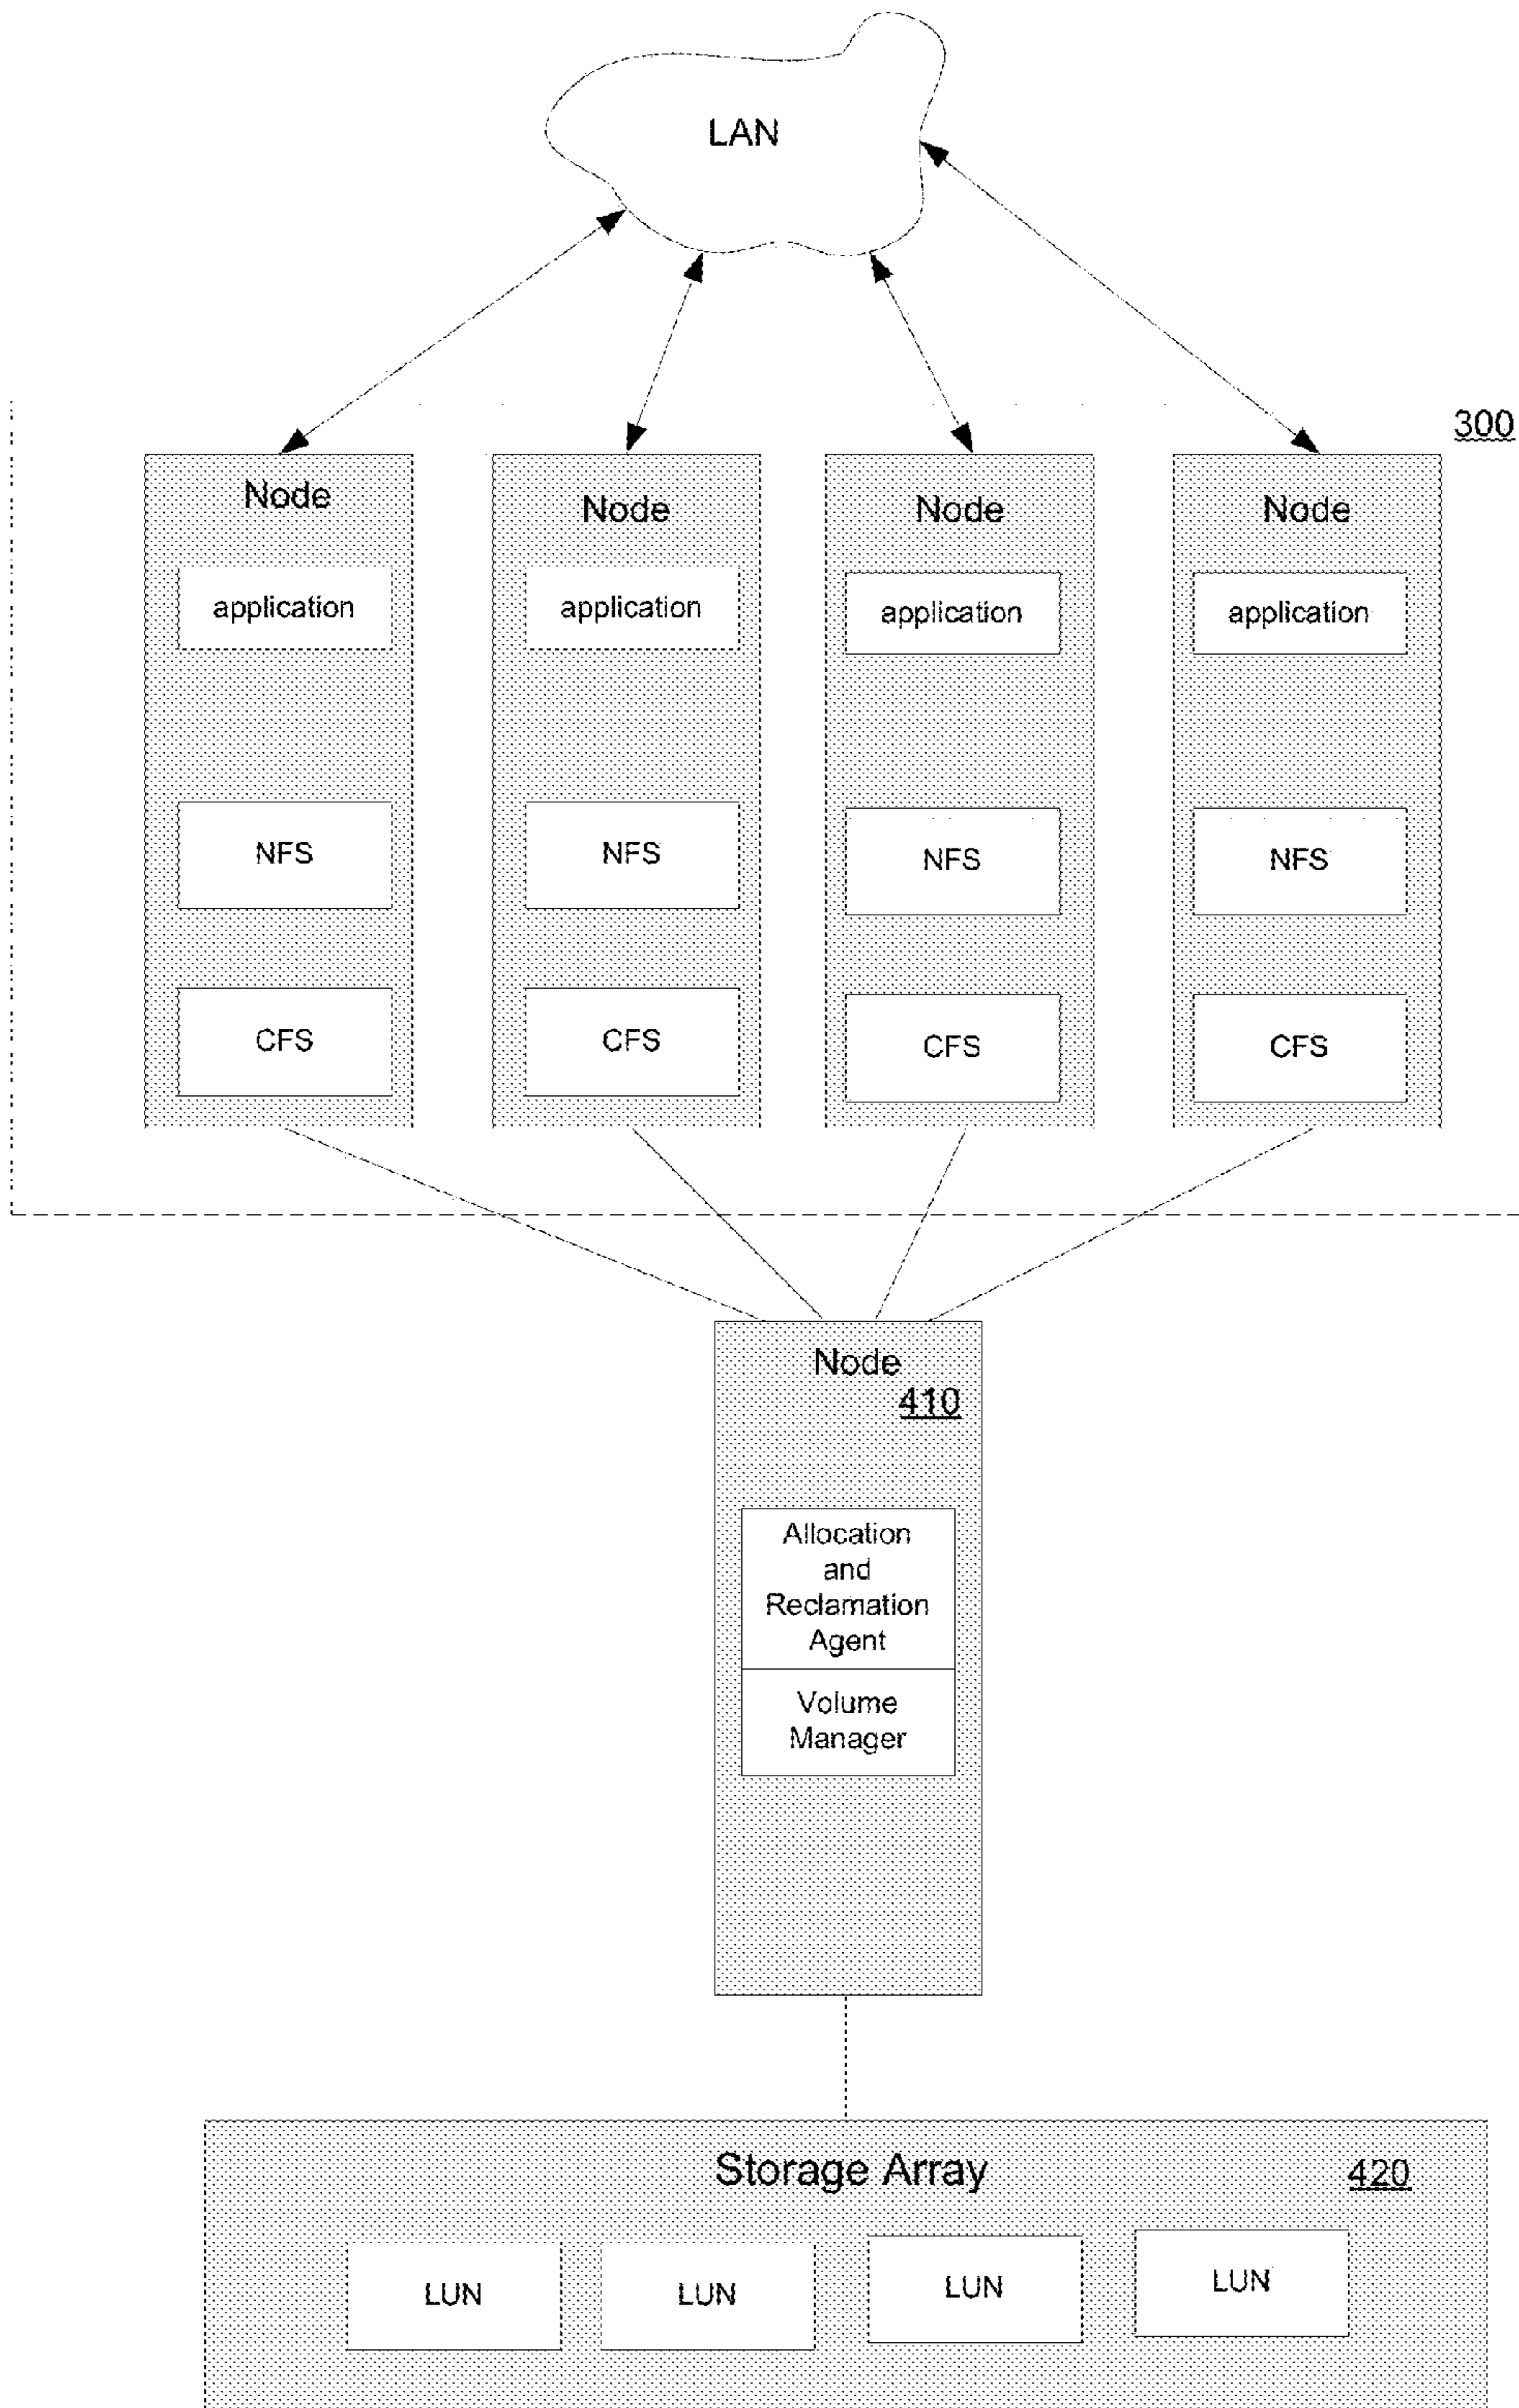 LAN
300
Node
Node
Node
Node
application
application
application
application
NFS
NFS
NFS
NFS
CFS
CFS
CFS
CFS
Node
410
Allocation
and
Reclamation
Agent
Volume
Manager
Storage Array
420
LUN
LUN
LUN
LUN